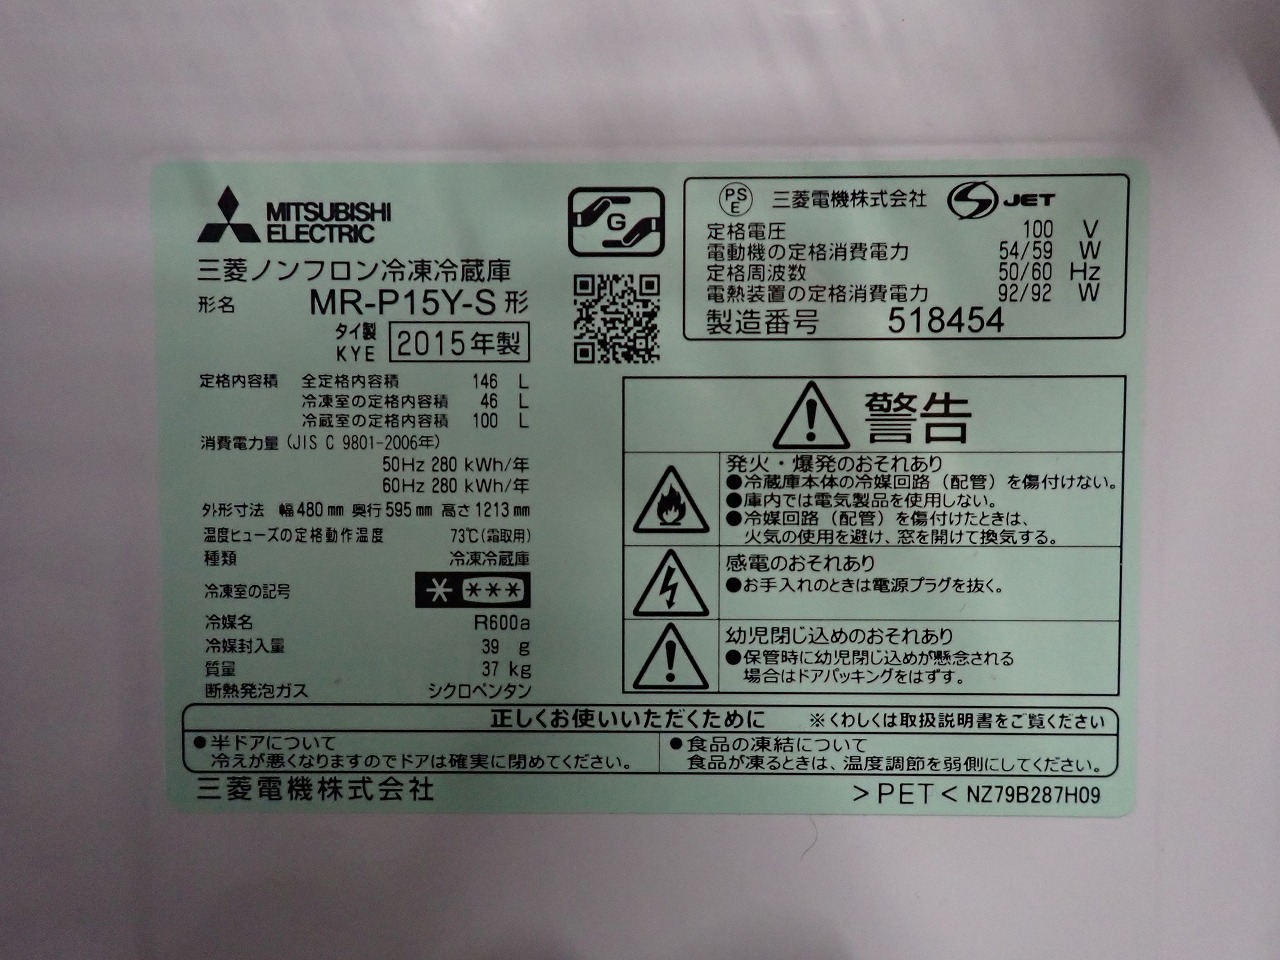 MITSUBISHI
ELECTRIC
三菱ノンフロン冷凍冷蔵庫
形名 MR-P15Y-S 形
タイ製
KYE
2015年製
G
PS
E
三菱電機株式会社 JET
定格電圧 100 V
電動機の定格消費電力 54/59 W
定格周波数 50/60 Hz
電熱装置の定格消費電力 92/92 W
製造番号 518454
定格内容積 全定格内容積 146 L
冷凍室の定格内容積 46 L
冷蔵室の定格内容積 100 L
消費電力量 (JIS C 9801-2006年)
50Hz 280 kWh/年
60Hz 280 kWh/年
外形寸法 幅480mm 奥行595mm 高さ1213mm
温度ヒューズの定格動作温度 73℃(霜取用)
種類 冷凍冷蔵庫
冷凍室の記号 * ***
冷媒名 R600a
冷媒封入量 39 g
質量 37 kg
断熱発泡ガス シクロペンタン
警告
発火・爆発のおそれあり
●冷蔵庫本体の冷媒回路(配管)を傷付けない。
●庫内では電気製品を使用しない。
●冷媒回路(配管)を傷付けたときは、
火気の使用を避け、窓を開けて換気する。
感電のおそれあり
●お手入れのときは電源プラグを抜く。
幼児閉じ込めのおそれあり
●保管時に幼児閉じ込めが懸念される
場合はドアパッキングをはずす。
正しくお使いいただくために ※くわしくは取扱説明書をご覧ください
●半ドアについて
冷えが悪くなりますのでドアは確実に閉めてください。
●食品の凍結について
食品が凍るときは、温度調節を弱側にしてください。
三菱電機株式会社
>PET< NZ79B287H09